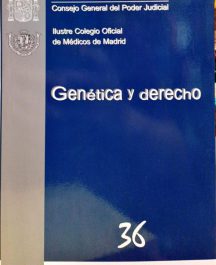 Consejo General del Poder Judicial
Ilustre Colegio Oficial
de Médicos de Madrid
Genética y derecho
36